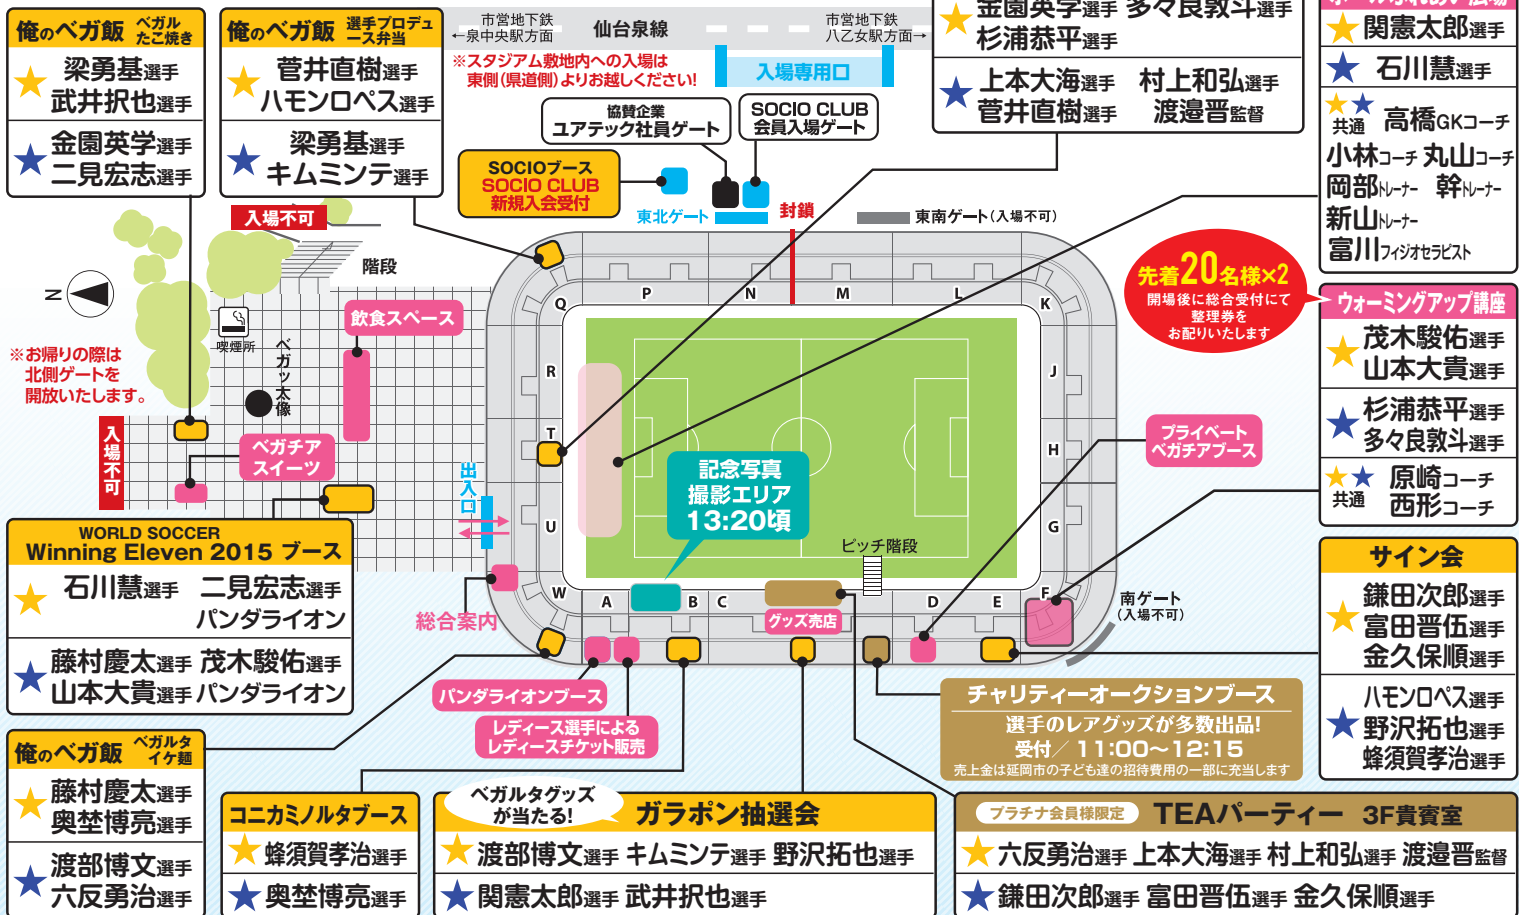 俺のベガ飯 ベガル
たこ焼き
梁勇基選手
武井択也選手
金園英学選手
二見宏志選手
俺のベガ飯 選手プロデュ
ース弁当
菅井直樹選手
ハモンロペス選手
梁勇基選手
キムミンテ選手
市営地下鉄
←泉中央駅方面
仙台泉線
市営地下鉄
八乙女駅方面→
※スタジアム敷地内への入場は
東側(県道側)よりお越しください!
入場専用口
協賛企業
ユアテック社員ゲート
SOCIO CLUB
会員入場ゲート
SOCIOブース
SOCIO CLUB
新規入会受付
東北ゲート
封鎖
東南ゲート(入場不可)
金園英学選手 多々良敦斗選手
杉浦恭平選手
上本大海選手 村上和弘選手
菅井直樹選手 渡邉晋監督
関憲太郎選手
石川慧選手
共通 高橋GKコーチ
小林コーチ 丸山コーチ
岡部トレーナー 幹トレーナー
新山トレーナー
富川フィジオセラピスト
入場不可
階段
N
喫煙所
ベガッ太像
飲食スペース
※お帰りの際は
北側ゲートを
開放いたします。
入場不可
ベガチア
スイーツ
出入口
総合案内
Q
P
N
M
L
K
R
J
T
H
U
G
W
A
B
C
D
E
F
記念写真
撮影エリア
13:20頃
ピッチ階段
グッズ売店
南ゲート
(入場不可)
プライベート
ベガチアブース
先着20名様×2
開場後に総合受付にて
整理券を
お配りいたします
ウォーミングアップ講座
茂木駿佑選手
山本大貴選手
杉浦恭平選手
多々良敦斗選手
共通 原崎コーチ
西形コーチ
サイン会
鎌田次郎選手
富田晋伍選手
金久保順選手
ハモンロペス選手
野沢拓也選手
蜂須賀孝治選手
WORLD SOCCER
Winning Eleven 2015 ブース
石川慧選手 二見宏志選手
パンダライオン
藤村慶太選手 茂木駿佑選手
山本大貴選手 パンダライオン
パンダライオンブース
レディース選手による
レディースチケット販売
チャリティーオークションブース
選手のレアグッズが多数出品!
受付／11:00〜12:15
売上金は延岡市の子ども達の招待費用の一部に充当します
俺のベガ飯 ベガルタ
イケ麺
藤村慶太選手
奥埜博亮選手
渡部博文選手
六反勇治選手
コニカミノルタブース
蜂須賀孝治選手
奥埜博亮選手
ベガルタグッズ
が当たる!
ガラポン抽選会
渡部博文選手 キムミンテ選手 野沢拓也選手
関憲太郎選手 武井択也選手
プラチナ会員様限定 TEAパーティー 3F貴賓室
六反勇治選手 上本大海選手 村上和弘選手 渡邉晋監督
鎌田次郎選手 富田晋伍選手 金久保順選手